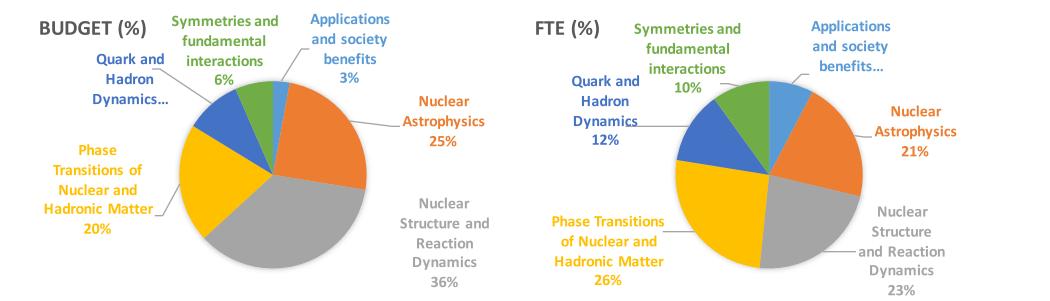 BUDGET (%)
Symmetries and
fundamental
interactions
6%
Applications
and society
benefits
3%
Quark and
Hadron
Dynamics...
Nuclear
Astrophysics
25%
Phase
Transitions of
Nuclear and
Hadronic Matter
20%
Nuclear
Structure and
Reaction
Dynamics
36%
FTE (%)
Symmetries and
fundamental
interactions
10%
Applications
and society
benefits...
Quark and
Hadron
Dynamics
12%
Nuclear
Astrophysics
21%
Phase Transitions
of Nuclear and
Hadronic Matter
26%
Nuclear
Structure
and Reaction
Dynamics
23%